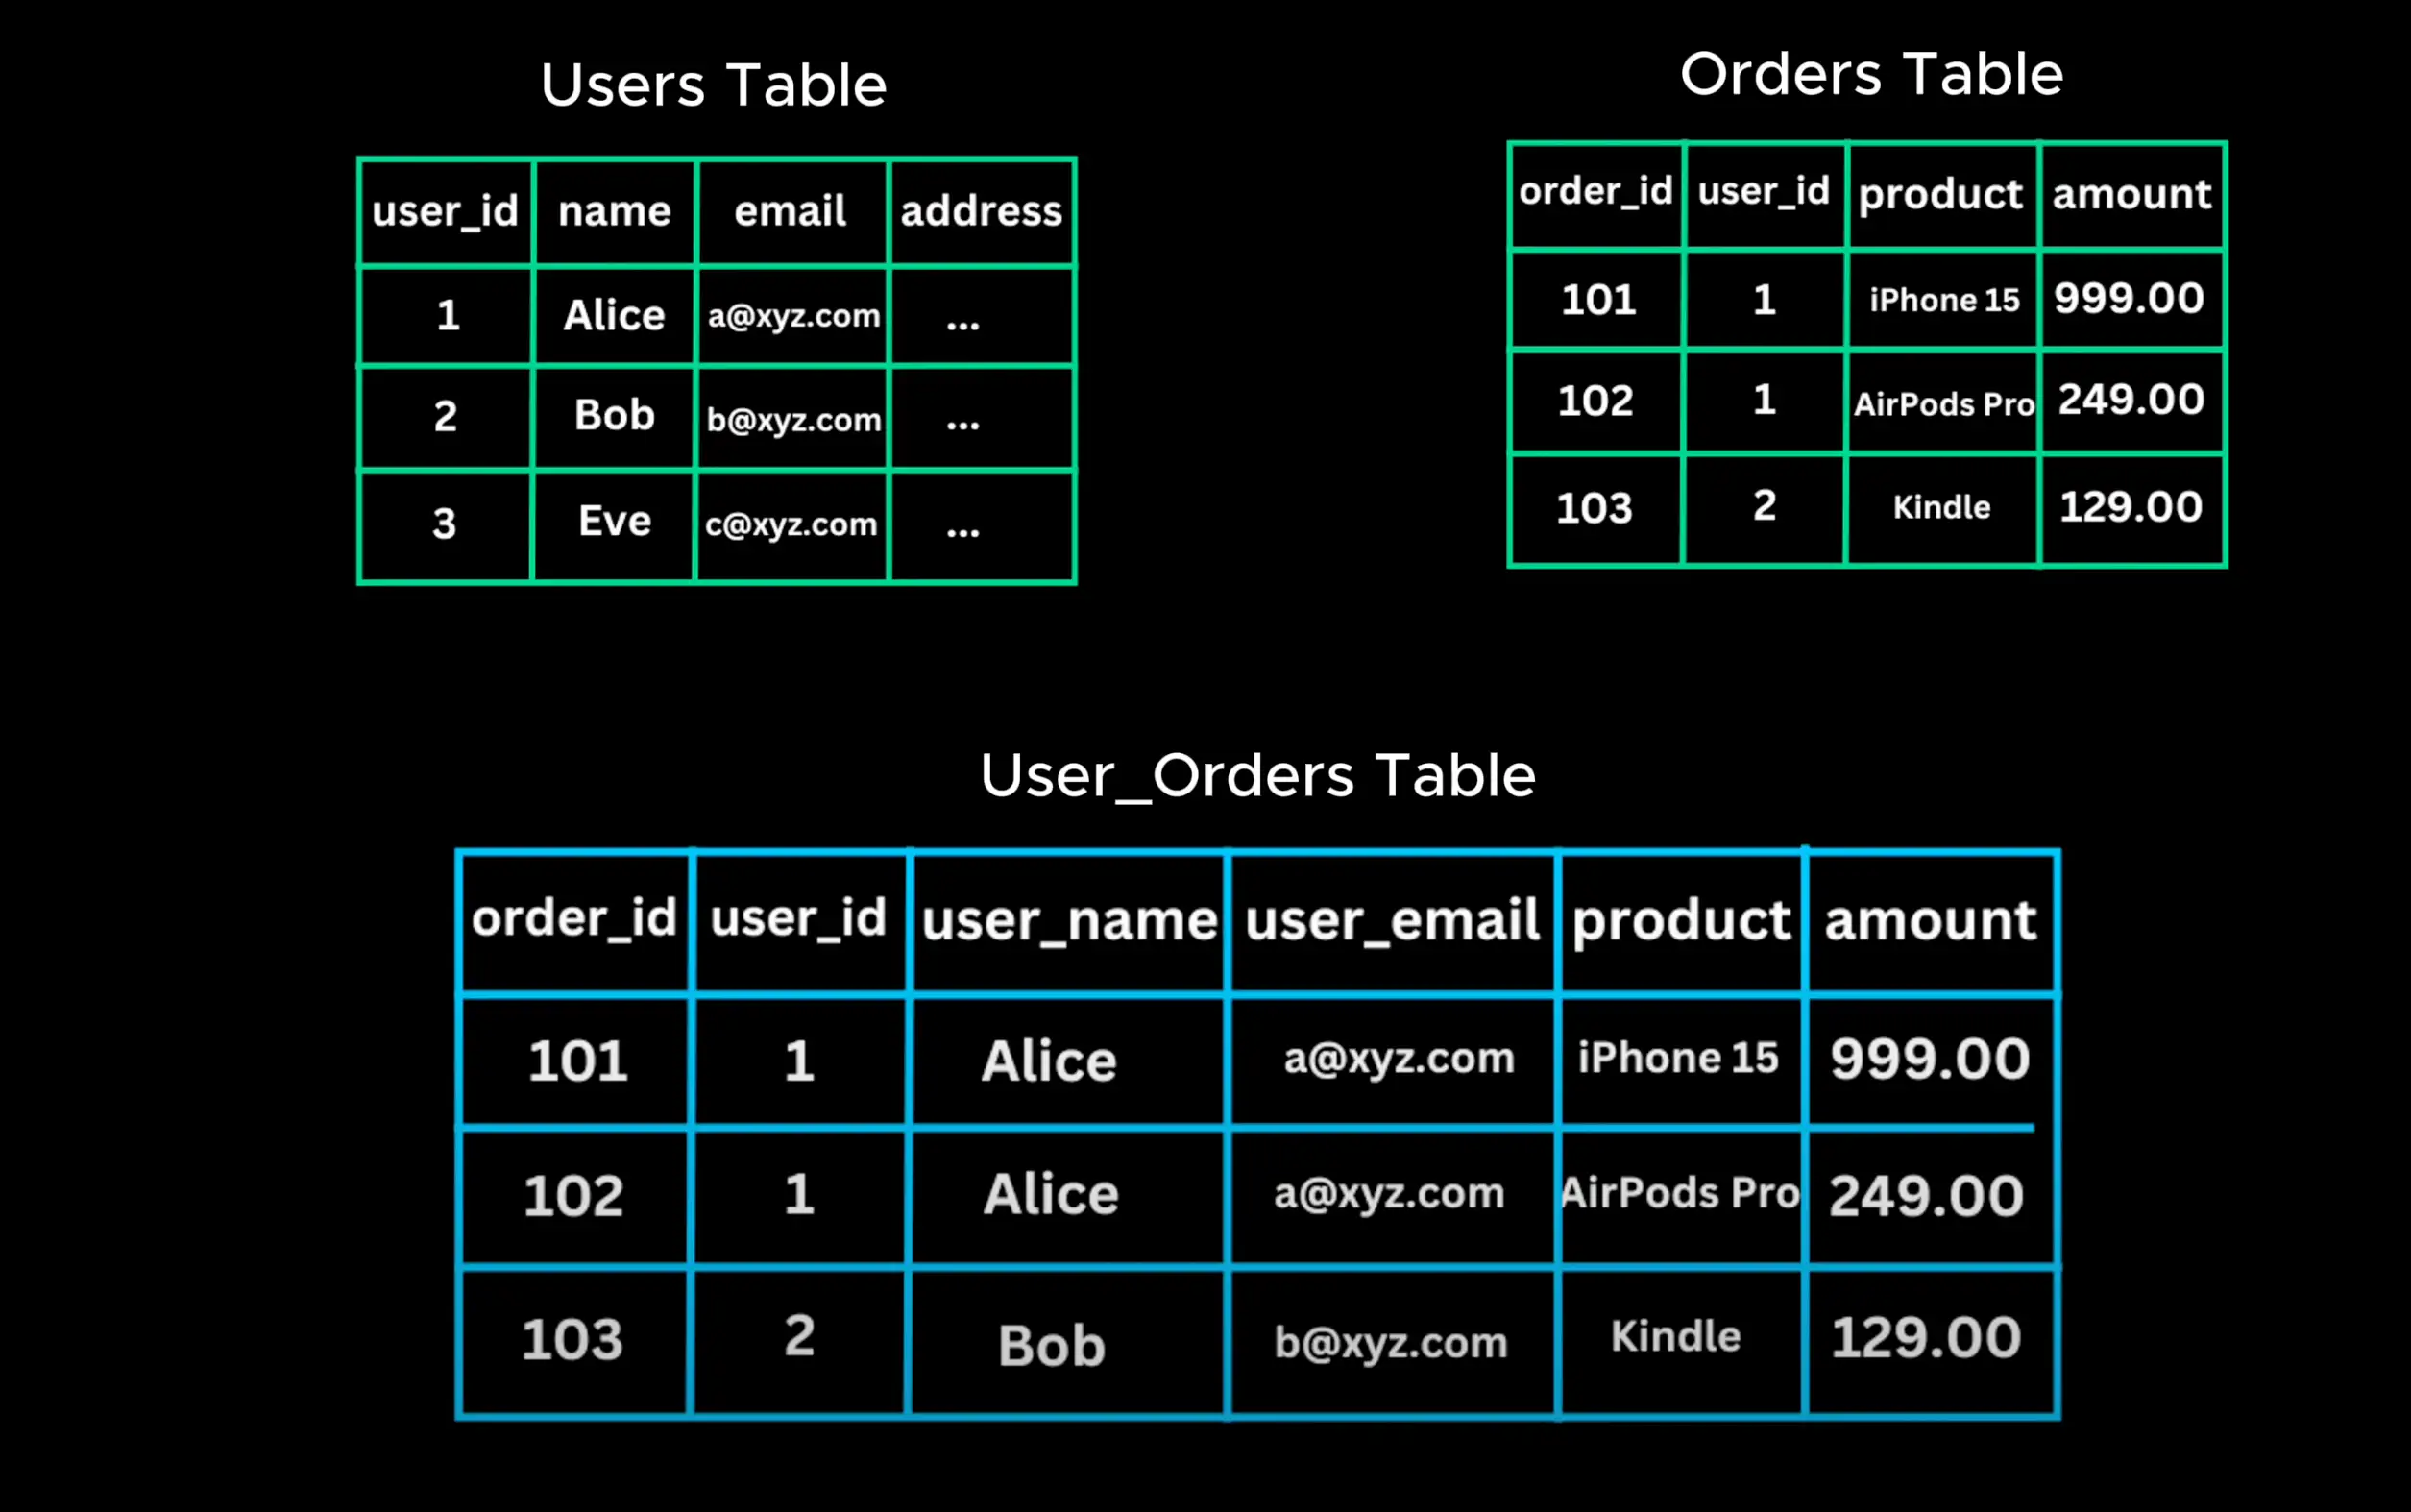 Users Table
user_id name email address
1 Alice a@xyz.com ...
2 Bob b@xyz.com ...
3 Eve c@xyz.com ...
Orders Table
order_id user_id product amount
101 1 iPhone 15 999.00
102 1 AirPods Pro 249.00
103 2 Kindle 129.00
User_Orders Table
order_id user_id user_name user_email product amount
101 1 Alice a@xyz.com iPhone 15 999.00
102 1 Alice a@xyz.com AirPods Pro 249.00
103 2 Bob b@xyz.com Kindle 129.00